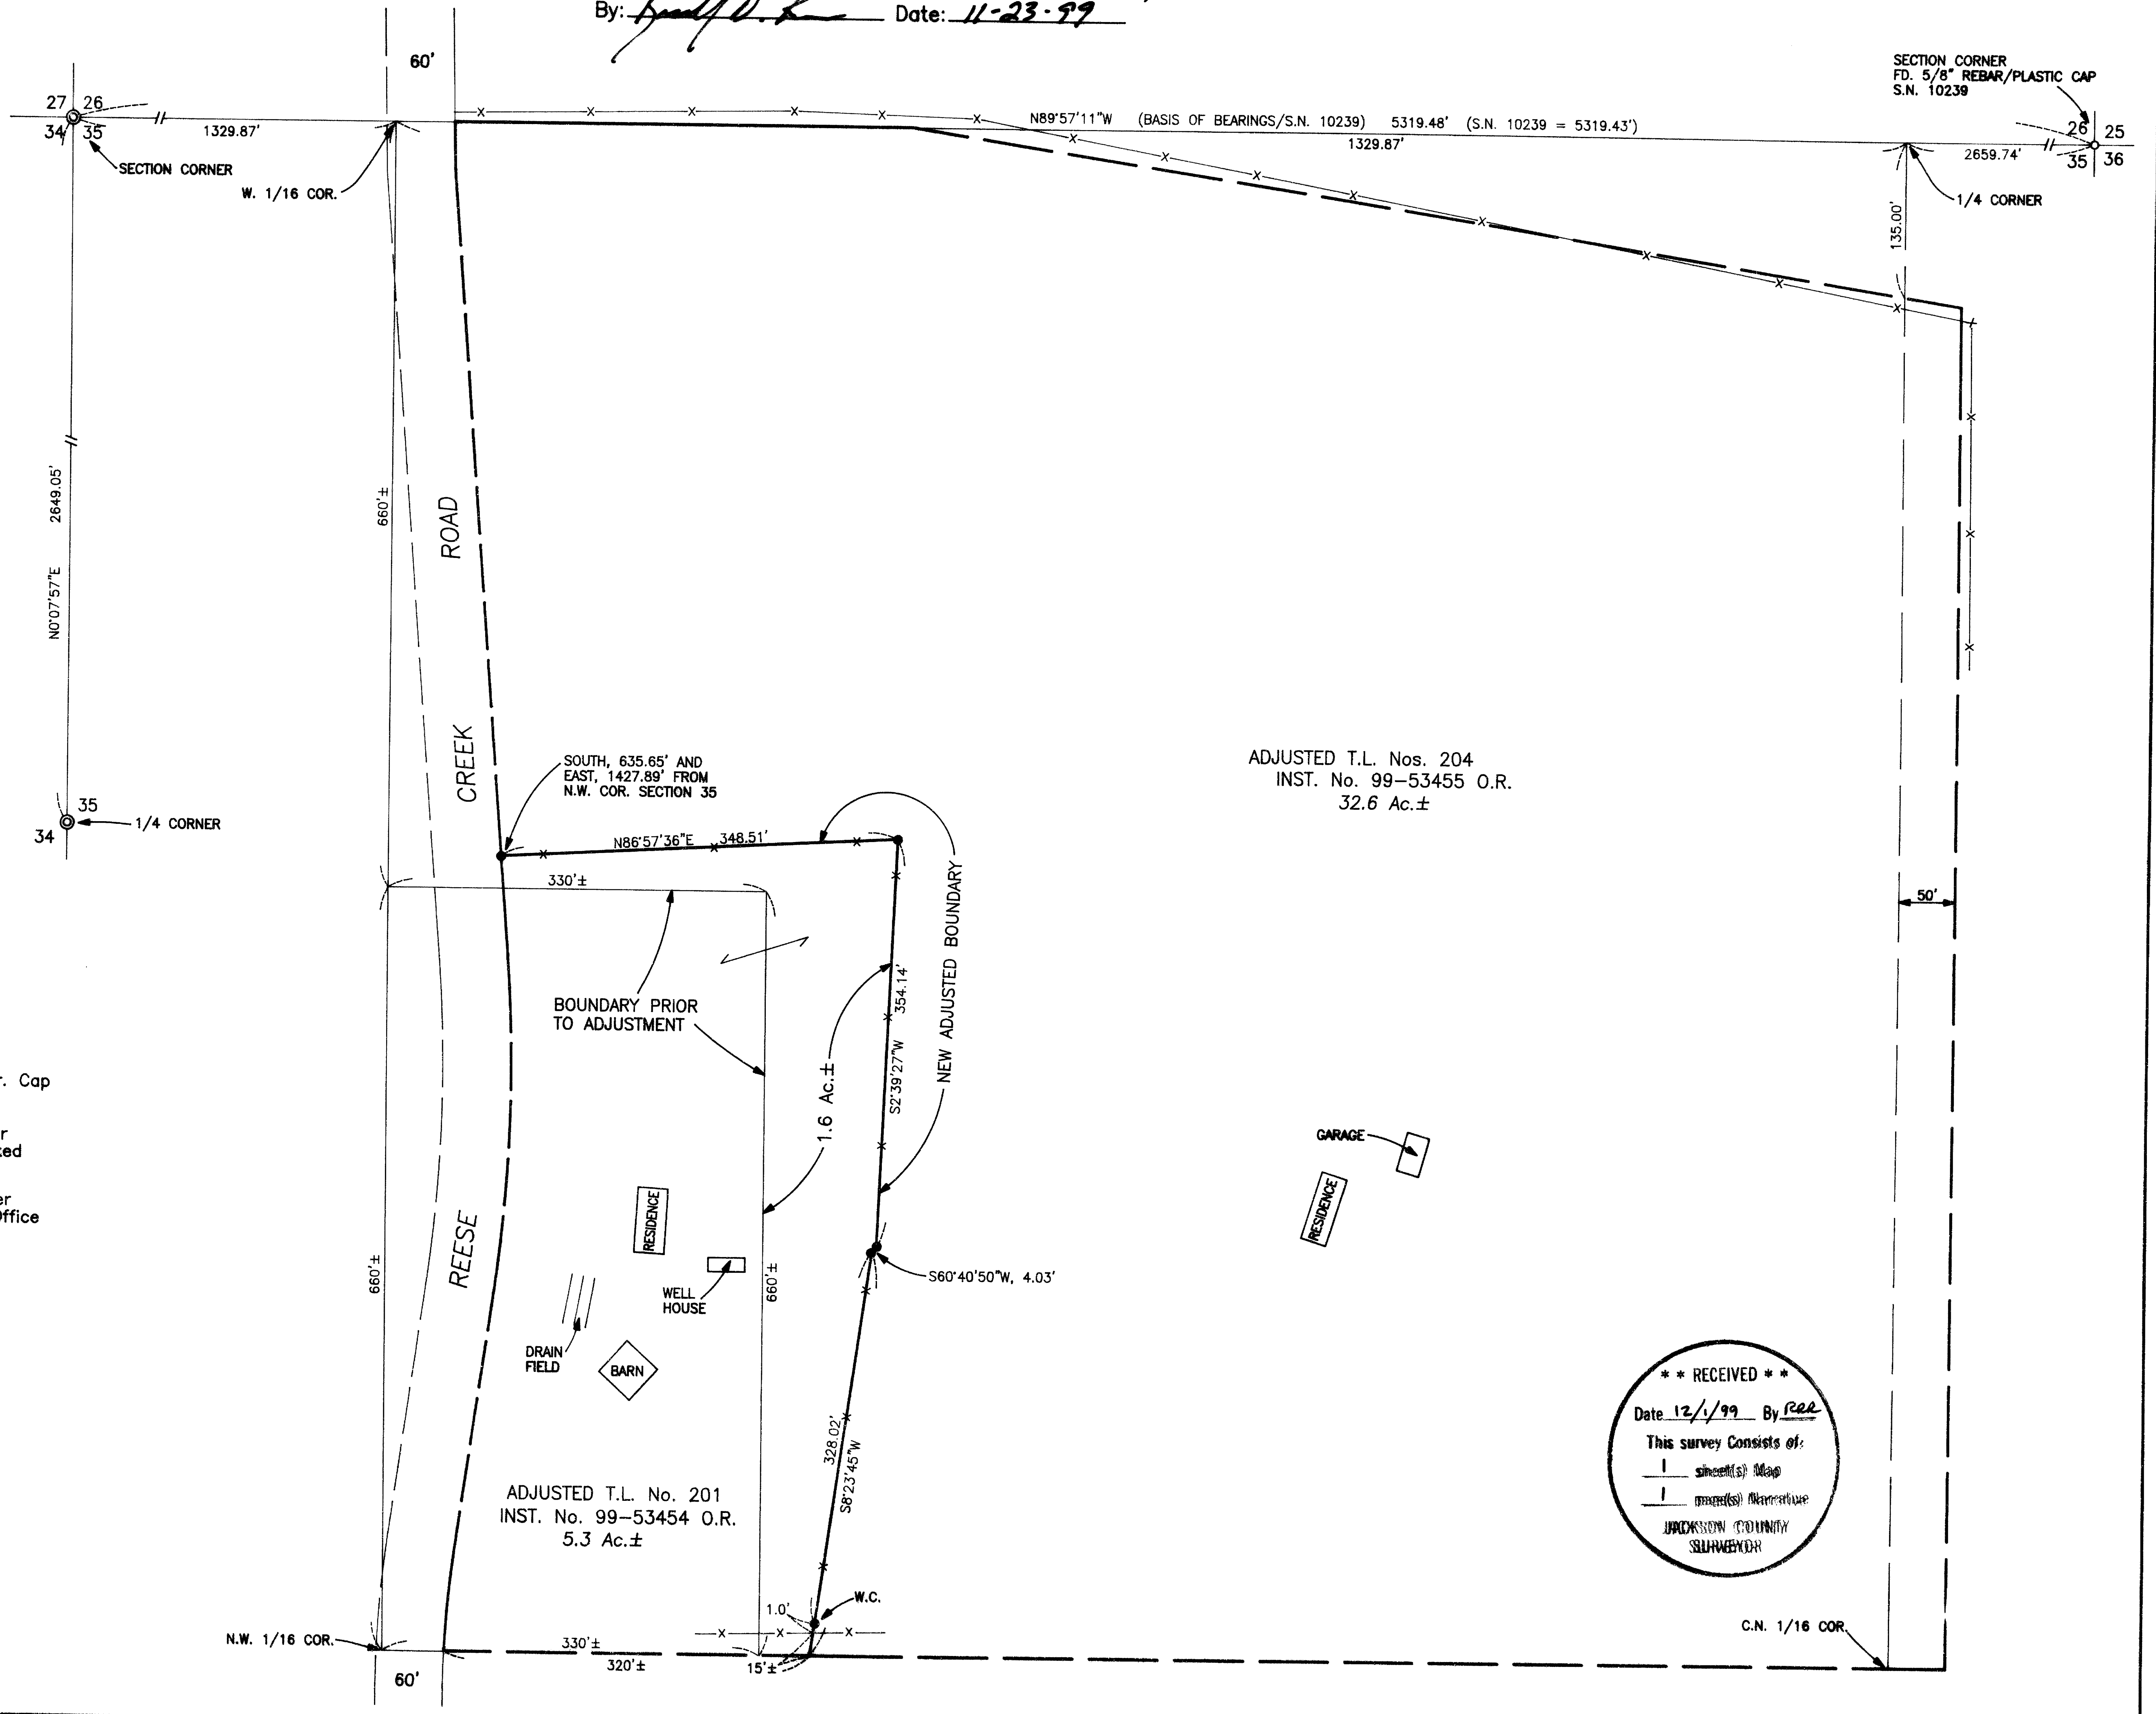 By: Date: 11-23-99
60'
SECTION CORNER
FD. 5/8" REBAR/PLASTIC CAP
S.N. 10239
27 26
34 35
1329.87'
N89°57'11"W (BASIS OF BEARINGS/S.N. 10239) 5319.48' (S.N. 10239 = 5319.43')
1329.87'
26 25
35 36
2659.74'
SECTION CORNER
W. 1/16 COR.
1/4 CORNER
135.00'
N0°07'57"E 2649.05'
660'±
REESE CREEK ROAD
SOUTH, 635.65' AND
EAST, 1427.89' FROM
N.W. COR. SECTION 35
ADJUSTED T.L. Nos. 204
INST. No. 99-53455 O.R.
32.6 Ac.±
35
34
1/4 CORNER
N86°57'36"E 348.51'
330'±
50'
NEW ADJUSTED BOUNDARY
BOUNDARY PRIOR
TO ADJUSTMENT
1.6 Ac.±
S2°39'27"W 354.14'
r. Cap
r
ked
er
Office
GARAGE
RESIDENCE
RESIDENCE
660'±
660'±
WELL
HOUSE
S60°40'50"W, 4.03'
DRAIN
FIELD
BARN
328.02'
S8°23'45"W
ADJUSTED T.L. No. 201
INST. No. 99-53454 O.R.
5.3 Ac.±
* * RECEIVED * *
Date 12/1/99 By RRR
This survey Consists of:
1 sheet(s) Map
1 page(s) Narrative
JACKSON COUNTY
SURVEYOR
W.C.
1.0'
N.W. 1/16 COR.
330'±
320'±
15'±
C.N. 1/16 COR.
60'